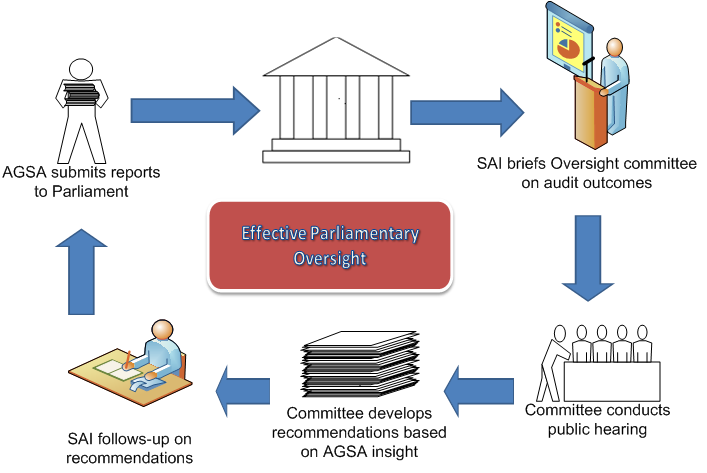 AGSA submits reports
to Parliament
SAI briefs Oversight committee
on audit outcomes
Effective Parliamentary
Oversight
Committee conducts
public hearing
Committee develops
recommendations based
on AGSA insight
SAI follows-up on
recommendations